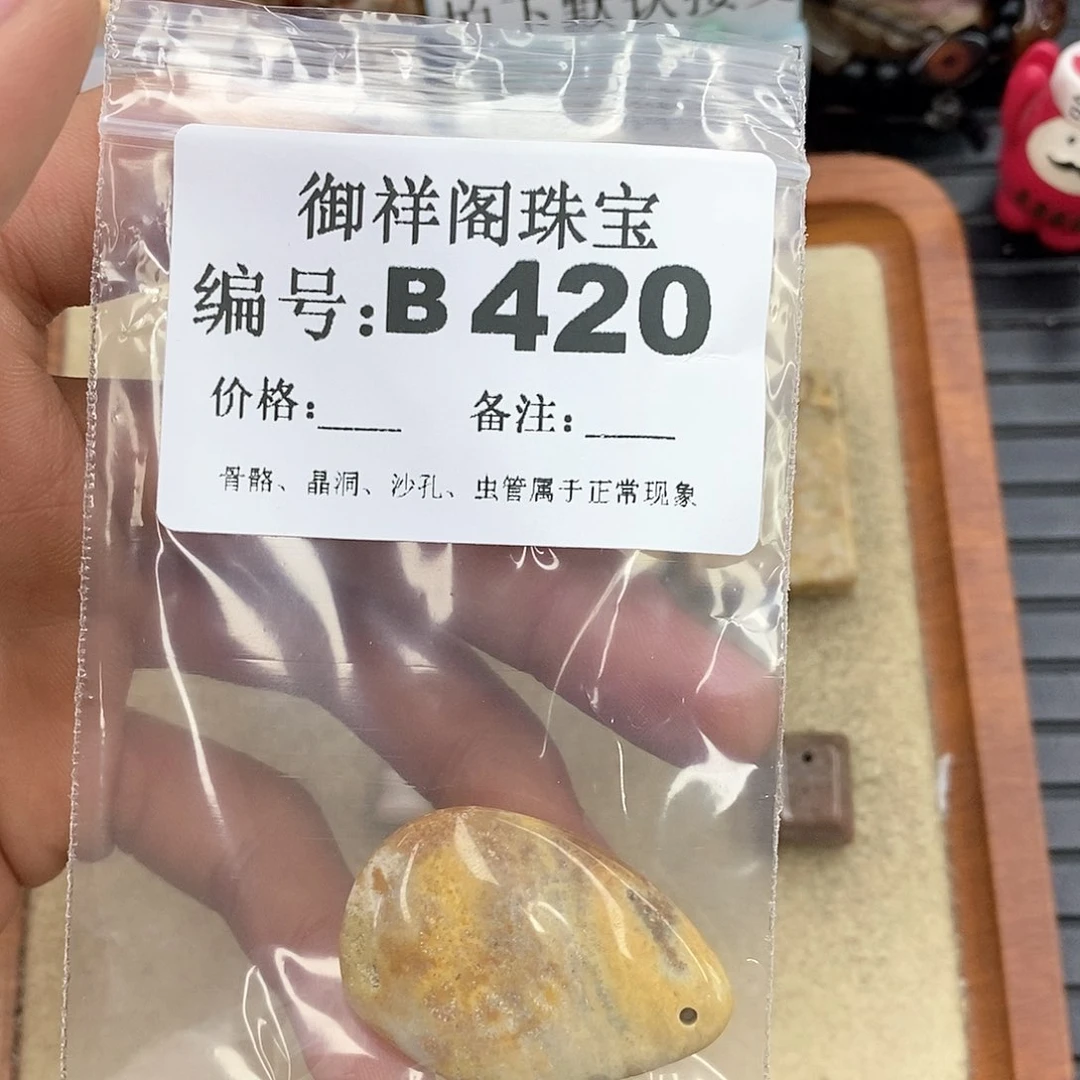 御祥阁珠宝
编号:B420
价格:____ 备注:____
骨骼、晶洞、沙孔、虫管属于正常现象